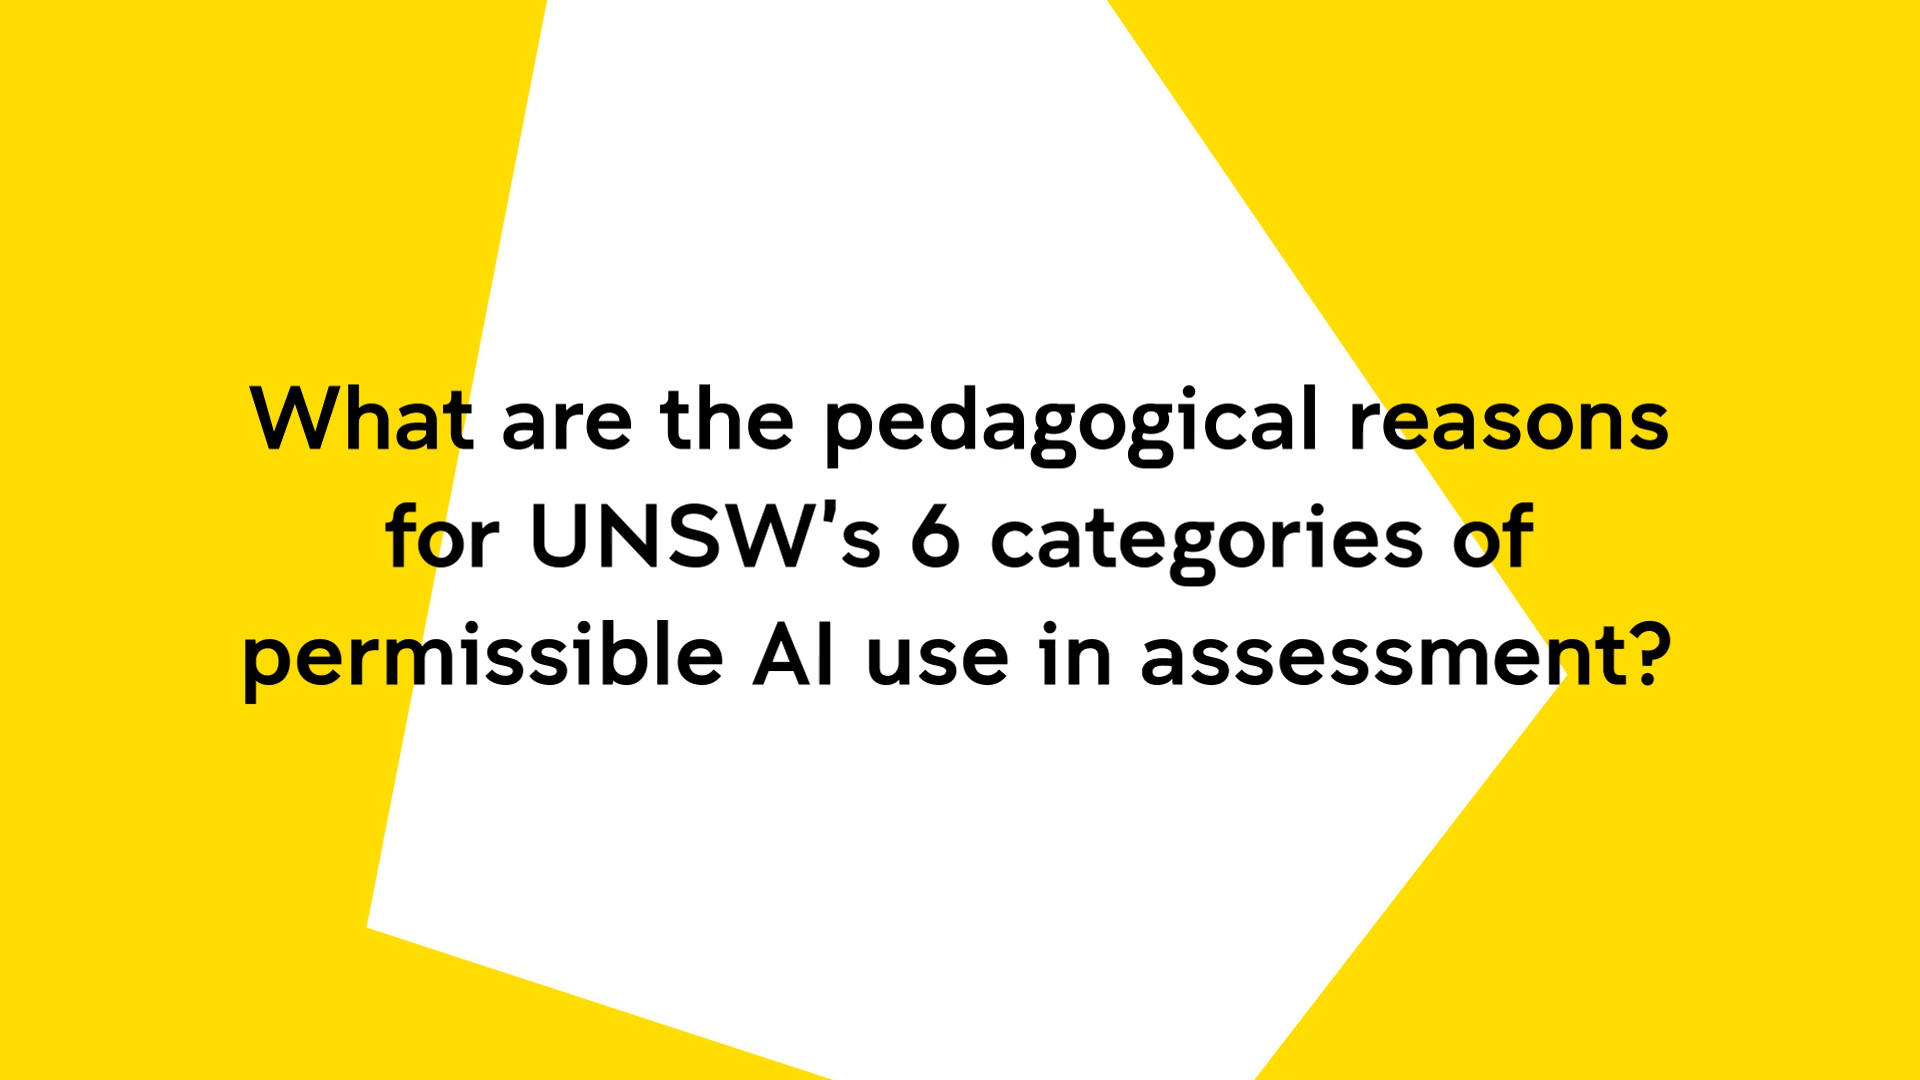 What are the pedagogical reasons
for UNSW's 6 categories of
permissible AI use in assessment?